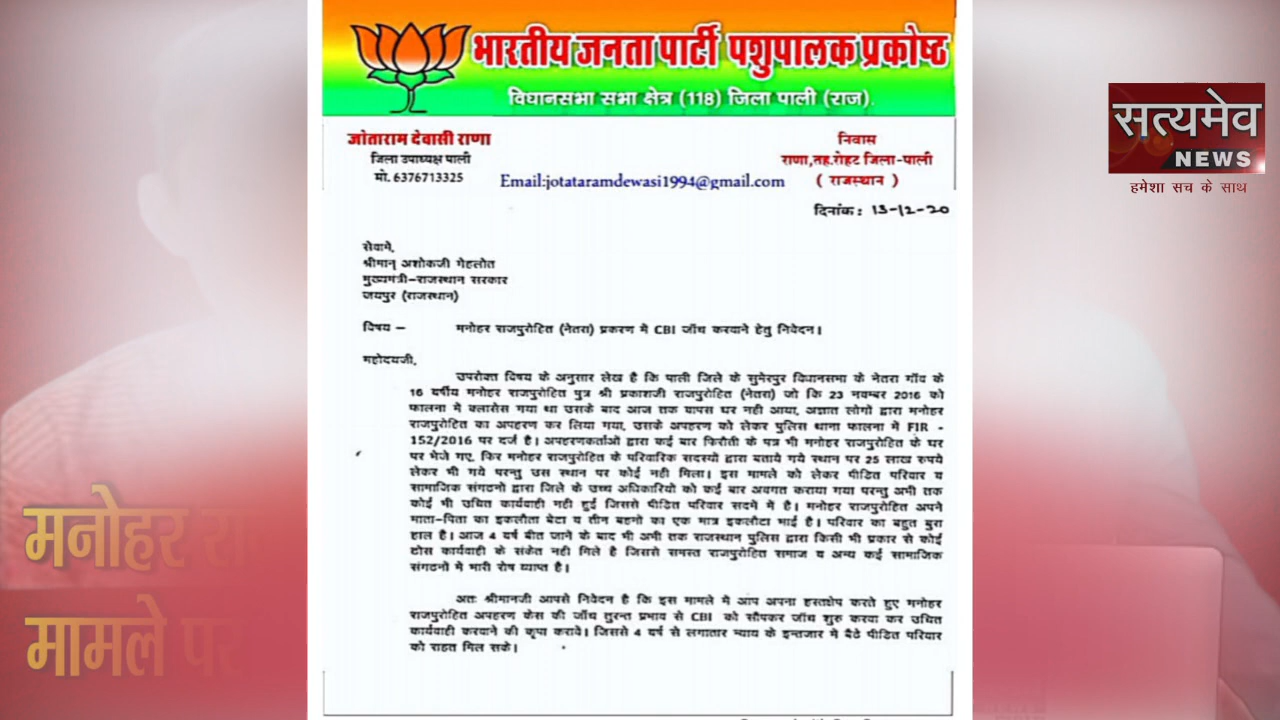 भारतीय जनता पार्टी पशुपालक प्रकोष्ठ
विधानसभा सभा क्षेत्र (118) जिला पाली (राज).
जोताराम देवासी राणा
जिला उपाध्यक्ष पाली
मो. 6376713325
Email:jotataramdewasi1994@gmail.com
निवास
राणा,तह.रोहट जिला-पाली
( राजस्थान )
दिनांक : 13-12-20
सेवामे,
श्रीमान् अशोकजी गेहलोत
मुख्यमंत्री-राजस्थान सरकार
जयपुर (राजस्थान)
विषय – मनोहर राजपुरोहित (नेतरा) प्रकरण मे CBI जाँच करवाने हेतु निवेदन।
महोदयजी,
उपरोक्त विषय के अनुसार लेख है कि पाली जिले के सुमेरपुर विधानसभा के नेतरा गाँव के
16 वर्षीय मनोहर राजपुरोहित पुत्र श्री प्रकाशजी राजपुरोहित (नेतरा) जो कि 23 नवम्बर 2016 को
फालना मे क्लासेस गया था उसके बाद आज तक वापस घर नही आया, अज्ञात लोगो द्वारा मनोहर
राजपुरोहित का अपहरण कर लिया गया, उसके अपहरण को लेकर पुलिस थाना फालना में FIR -
152/2016 पर दर्ज है। अपहरणकर्ताओं द्वारा कई बार फिरौती के पत्र भी मनोहर राजपुरोहित के घर
पर भेजे गए, फिर मनोहर राजपुरोहित के परिवारिक सदस्यो द्वारा बताये गये स्थान पर 25 लाख रुपये
लेकर भी गये परन्तु उस स्थान पर कोई नही मिला। इस मामले को लेकर पीडित परिवार व
सामाजिक संगठनो द्वारा जिले के उच्च अधिकारियो को कई बार अवगत कराया गया परन्तु अभी तक
कोई भी उचित कार्यवाही नही हुई जिससे पीडित परिवार सदमे में है। मनोहर राजपुरोहित अपने
माता-पिता का इकलौता बेटा व तीन बहनो का एक मात्र इकलौटा भाई है। परिवार का बहुत बुरा
हाल है। आज 4 वर्ष बीत जाने के बाद भी अभी तक राजस्थान पुलिस द्वारा किसी भी प्रकार से कोई
ठोस कार्यवाही के संकेत नही मिले है जिससे समस्त राजपुरोहित समाज व अन्य कई सामाजिक
संगठनों मे भारी रोष व्याप्त है।
अतः श्रीमानजी आपसे निवेदन है कि इस मामले मे आप अपना हस्तक्षेप करते हुए मनोहर
राजपुरोहित अपहरण केस की जाँच तुरन्त प्रभाव से CBI को सौपकर जाँच शुरु करवा कर उचित
कार्यवाही करवाने की कृपा करावे। जिससे 4 वर्ष से लगातार न्याय के इन्तजार मे बैठे पीडित परिवार
को राहत मिल सके।
सत्यमेव
NEWS
हमेशा सच के साथ
मनोहर
मामले पर